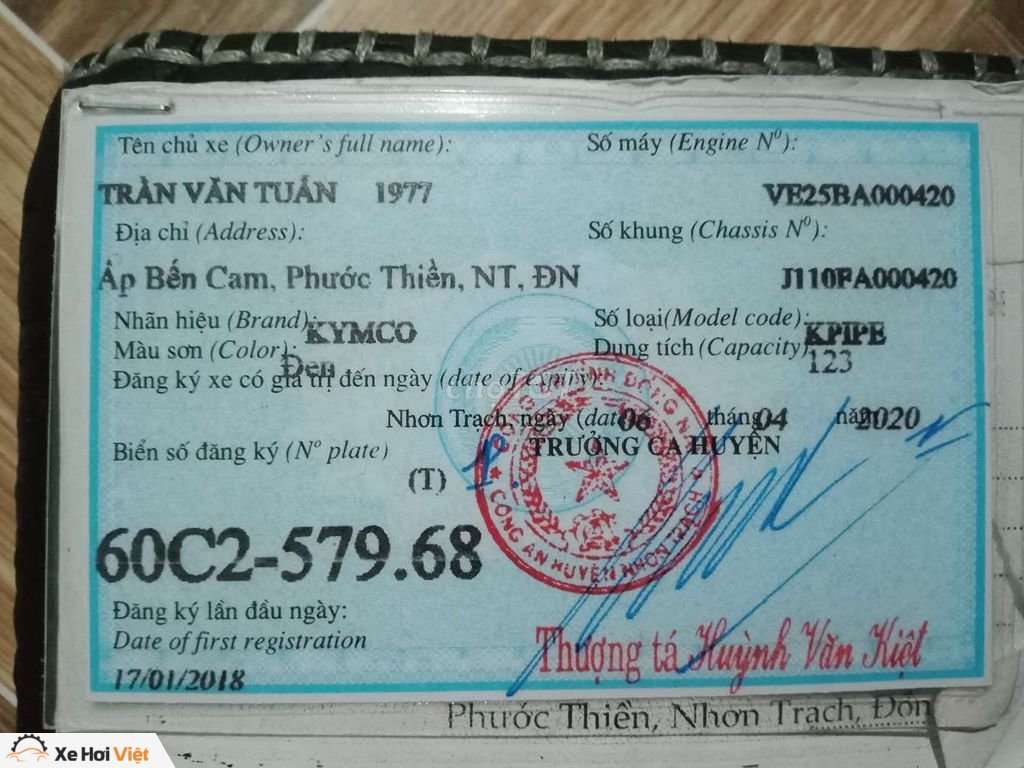 Tên chủ xe (Owner's full name):
Số máy (Engine Nº):
TRẦN VĂN TUẤN 1977
VE25BA000420
Địa chỉ (Address):
Số khung (Chassis Nº):
Ấp Bến Cam, Phước Thiền, NT, ĐN
J110FA000420
Nhãn hiệu (Brand):
KYMCO
Số loại(Model code):
KPIPE
Màu sơn (Color):
Đen
Dung tích (Capacity)
123
Đăng ký xe có giá trị đến ngày (date of expiry):
Nhơn Trạch, ngày (date) 06 tháng 04 năm 2020
Biển số đăng ký (Nº plate)
TRƯỞNG CA HUYỆN
(T)
CÔNG AN HUYỆN NHƠN TRẠCH
60C2-579.68
Đăng ký lần đầu ngày:
Date of first registration
Thượng tá Huỳnh Văn Kiệt
17/01/2018
Phước Thiền, Nhơn Trạch, Đồn
Xe Hơi Việt